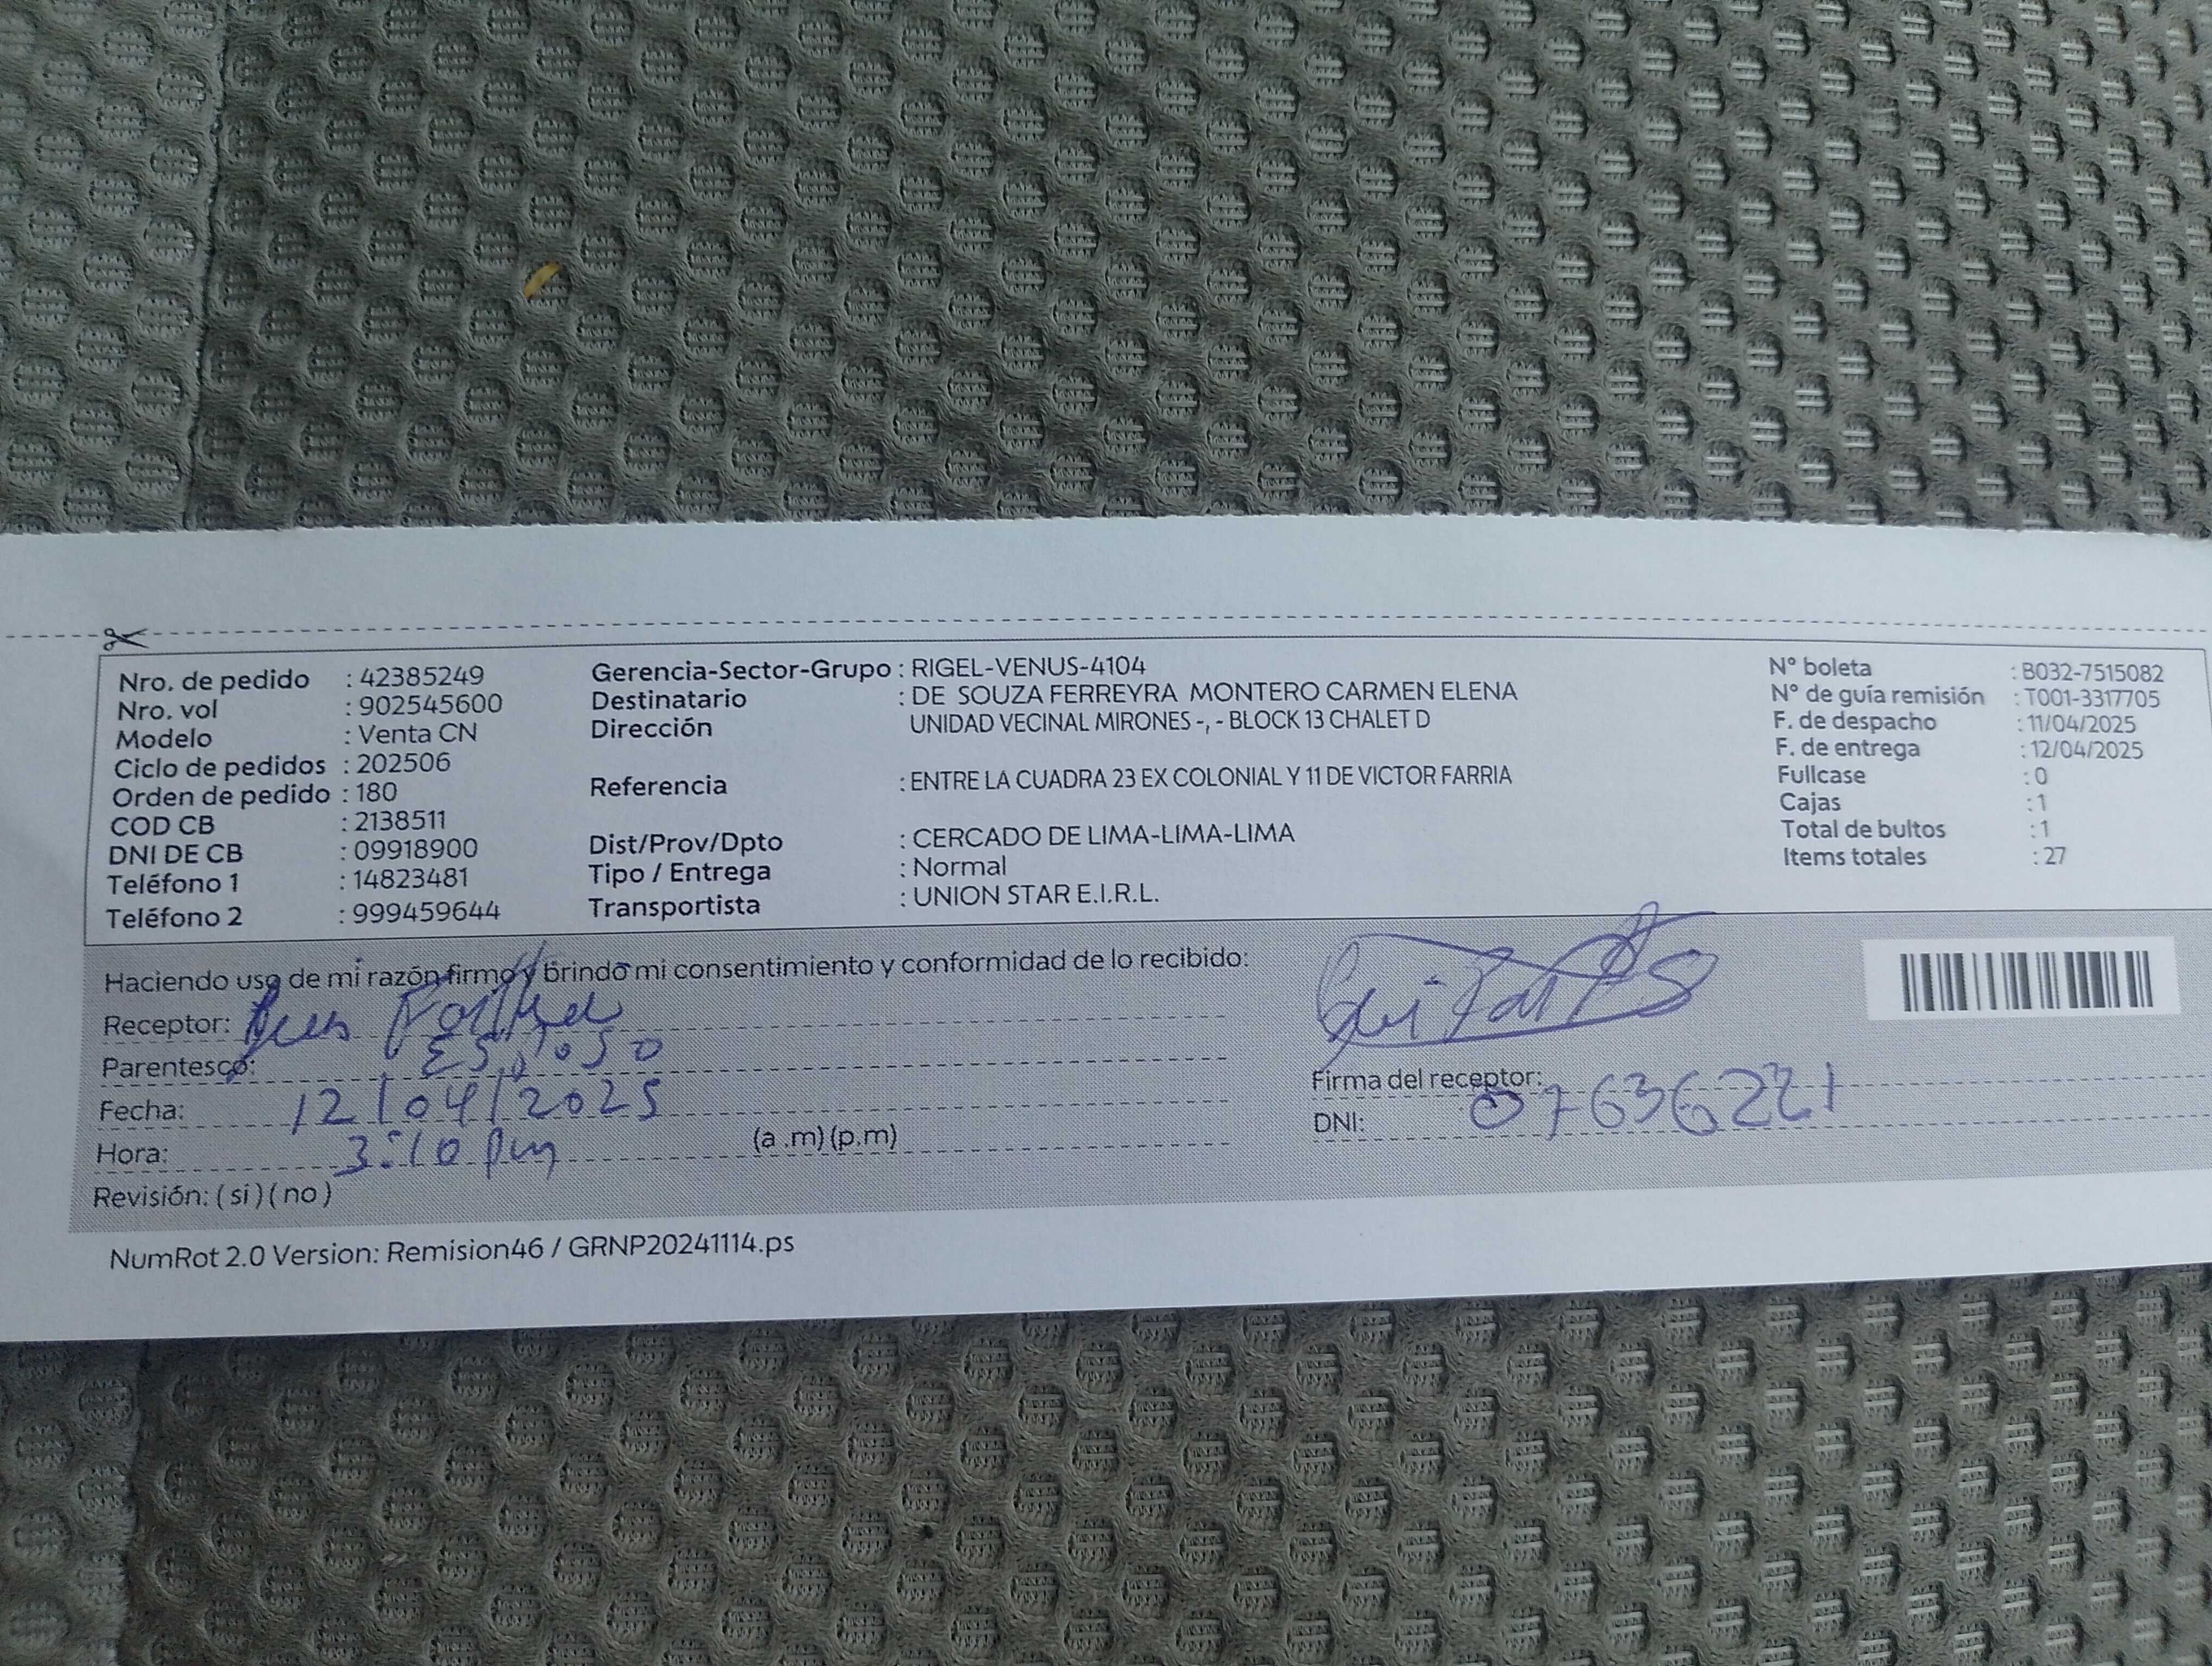 Nro. de pedido : 42385249
Nro. vol : 902545600
Modelo : Venta CN
Ciclo de pedidos : 202506
Orden de pedido : 180
COD CB : 2138511
DNI DE CB : 09918900
Teléfono 1 : 14823481
Teléfono 2 : 999459644
Gerencia-Sector-Grupo : RIGEL-VENUS-4104
Destinatario : DE SOUZA FERREYRA MONTERO CARMEN ELENA
Dirección UNIDAD VECINAL MIRONES -, - BLOCK 13 CHALET D
Referencia : ENTRE LA CUADRA 23 EX COLONIAL Y 11 DE VICTOR FARRIA
Dist/Prov/Dpto : CERCADO DE LIMA-LIMA-LIMA
Tipo / Entrega : Normal
Transportista : UNION STAR E.I.R.L.
N° boleta : B032-7515082
N° de guía remisión : T001-3317705
F. de despacho : 11/04/2025
F. de entrega : 12/04/2025
Fullcase : 0
Cajas : 1
Total de bultos : 1
Items totales : 27
Haciendo uso de mi razón firmo y brindo mi consentimiento y conformidad de lo recibido:
Receptor:
Parentesco: Esposo
Fecha: 12/04/2025
Hora: 3:10 pm (a .m) (p.m)
Revisión: ( si ) ( no )
Firma del receptor:
DNI: 07636221
NumRot 2.0 Version: Remision46 / GRNP20241114.ps